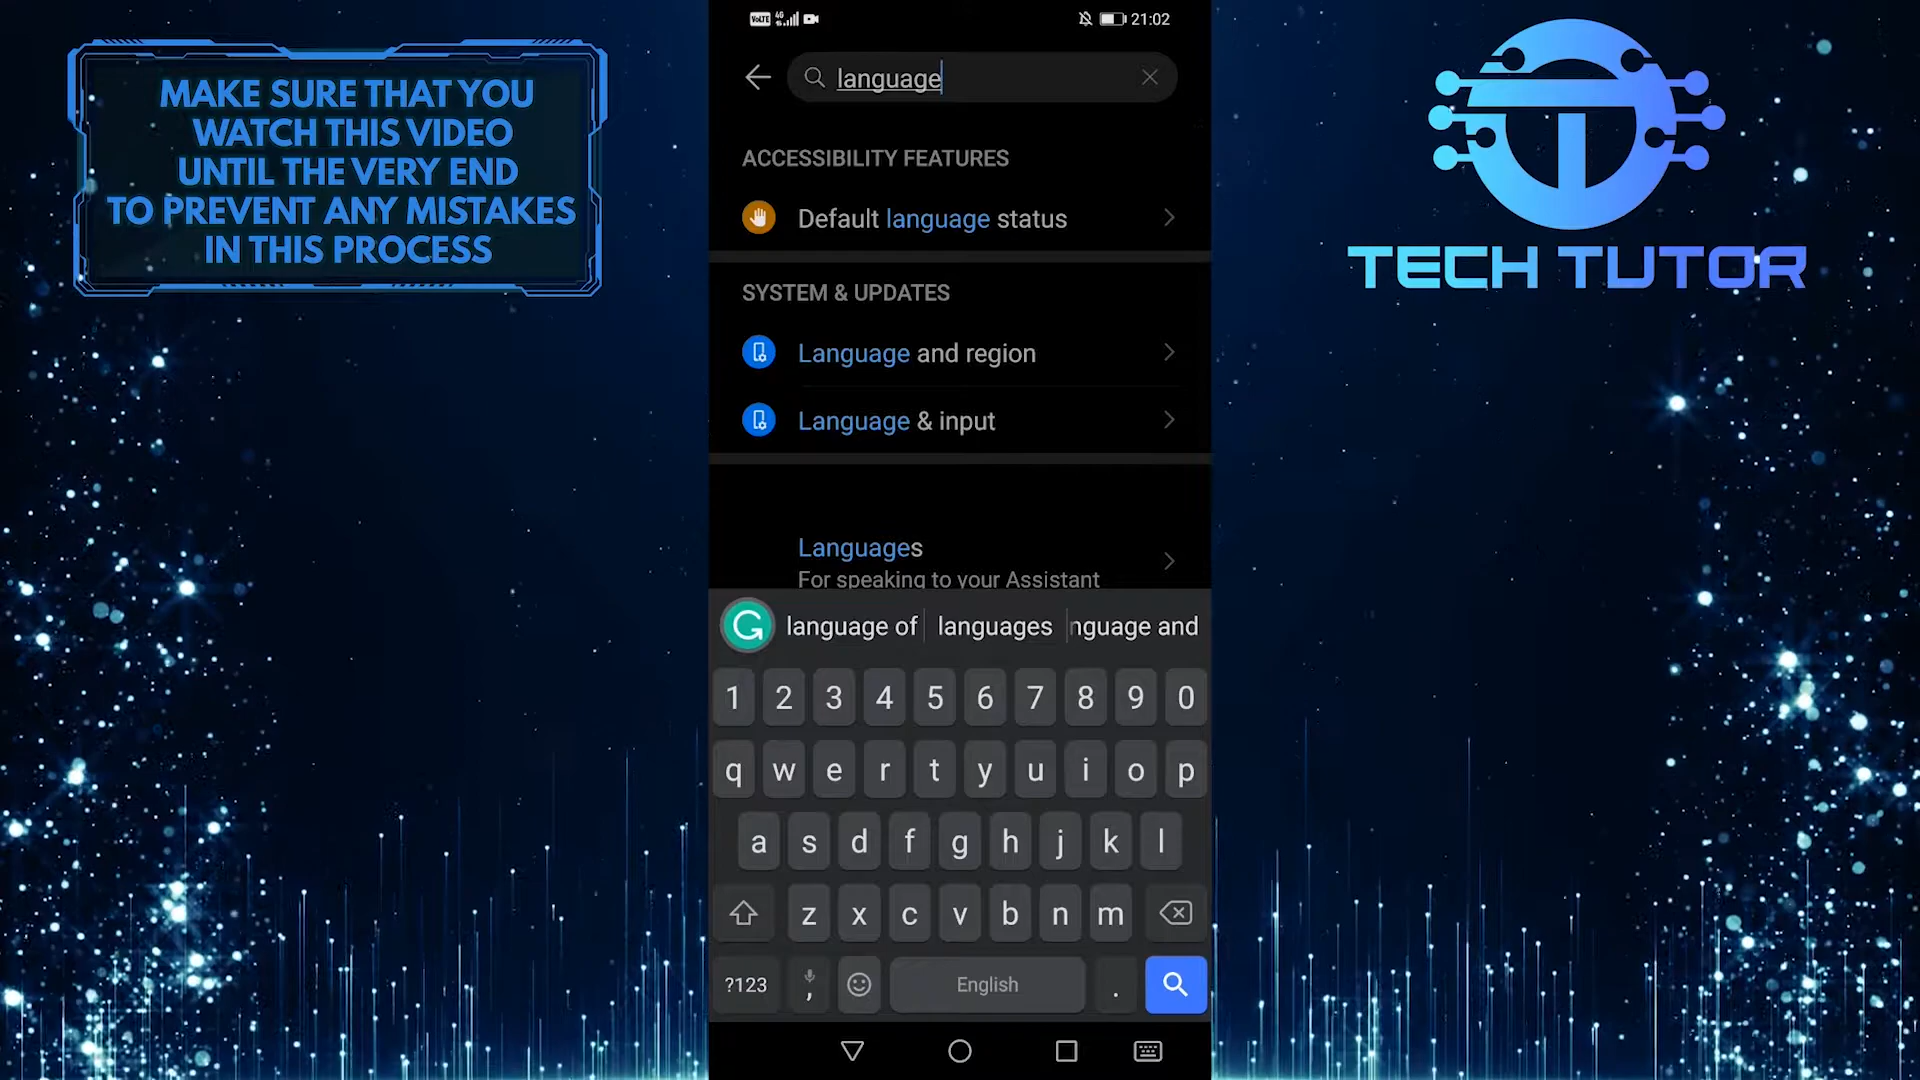 MAKE SURE THAT YOU
WATCH THIS VIDEO
UNTIL THE VERY END
TO PREVENT ANY MISTAKES
IN THIS PROCESS
VoLTE 4G 21:02
language
ACCESSIBILITY FEATURES
Default language status
SYSTEM & UPDATES
Language and region
Language & input
Languages
For speaking to your Assistant
language of languages nguage and
1 2 3 4 5 6 7 8 9 0
q w e r t y u i o p
a s d f g h j k l
z x c v b n m
?123 , English .
TECH TUTOR